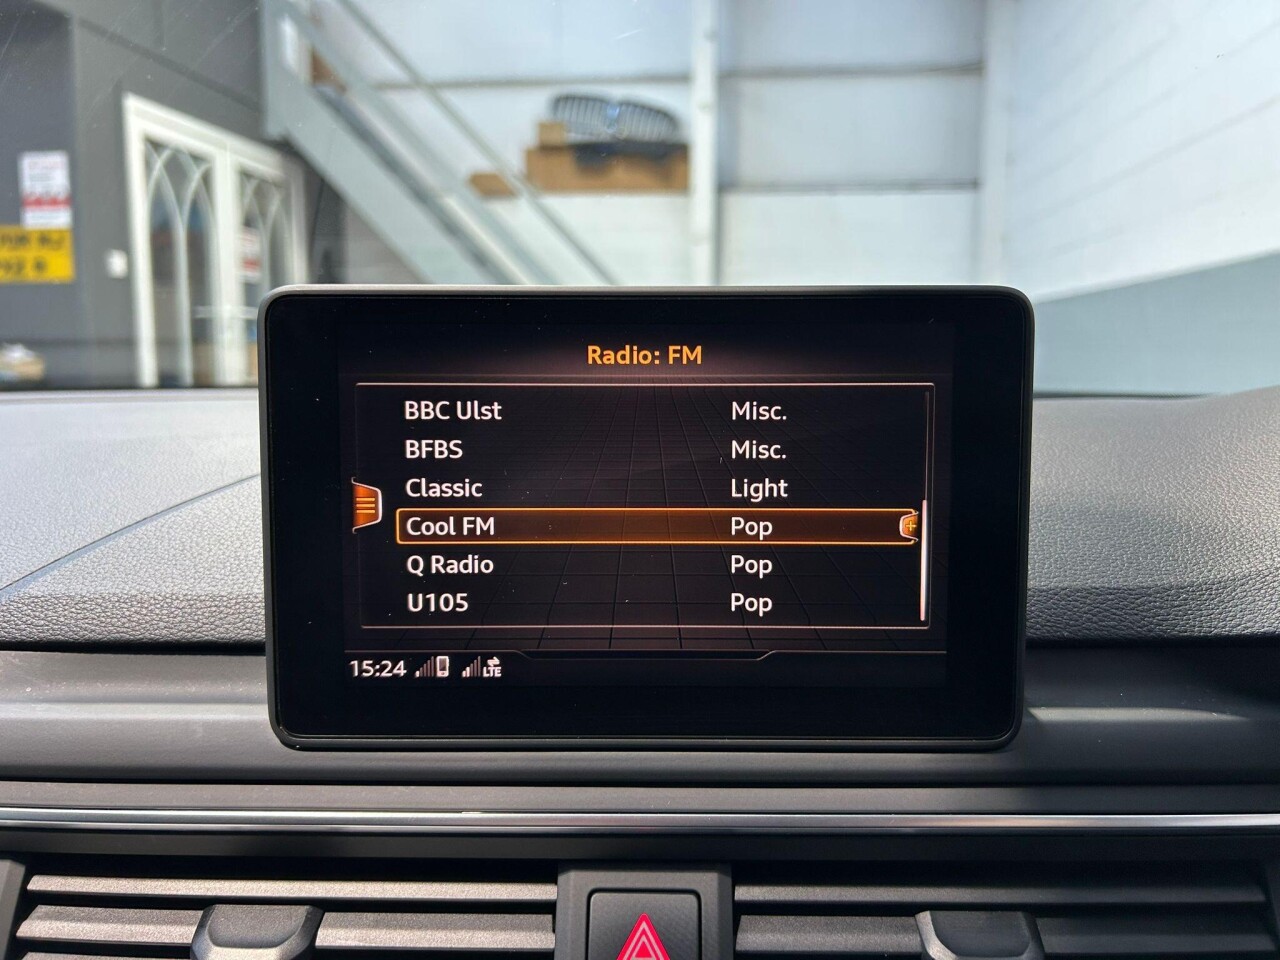 Radio: FM
BBC Ulst Misc.
BFBS Misc.
Classic Light
Cool FM Pop
Q Radio Pop
U105 Pop
15:24 LTE